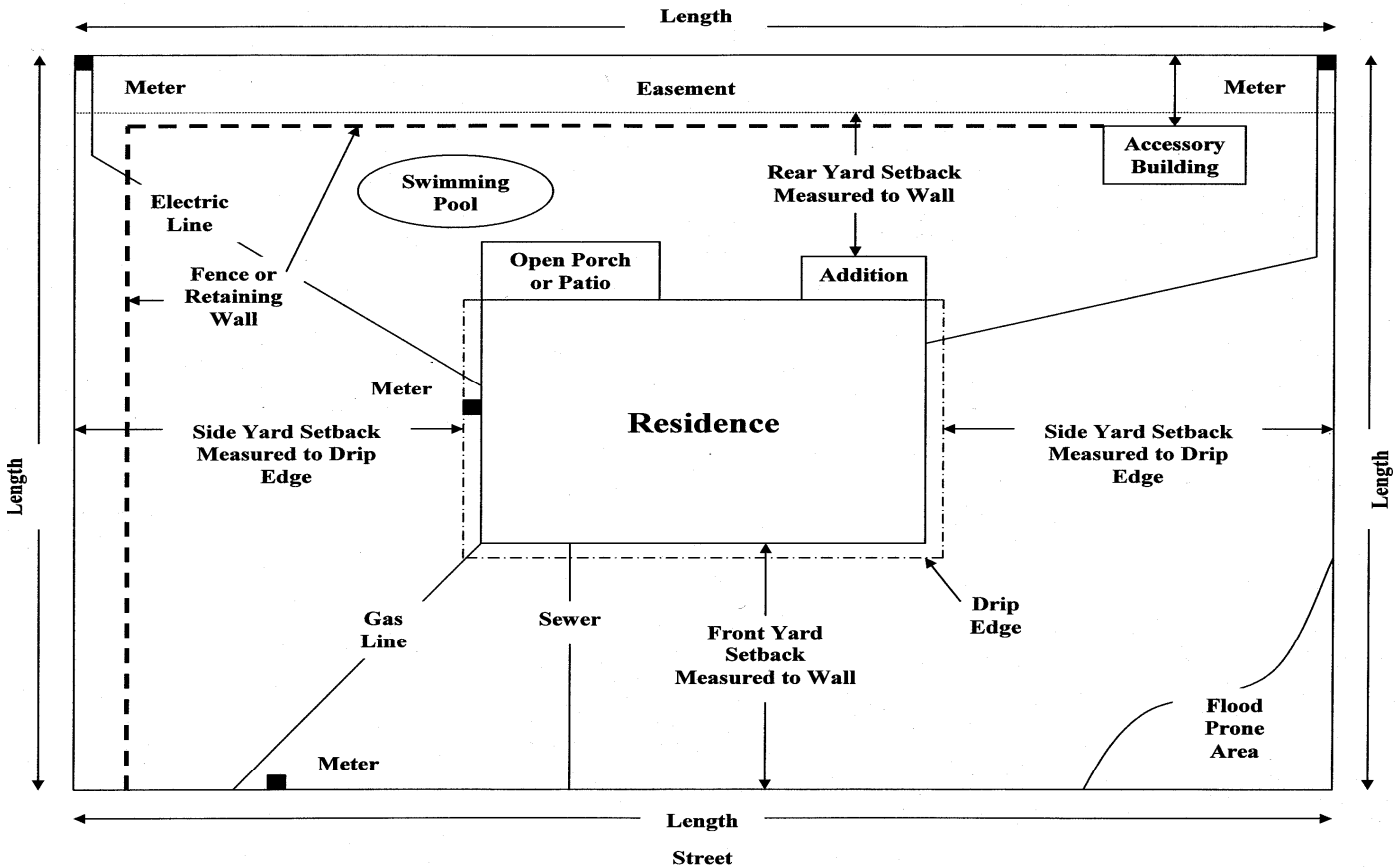 Length
Meter
Easement
Meter
Accessory
Building
Swimming
Pool
Rear Yard Setback
Measured to Wall
Electric
Line
Open Porch
or Patio
Addition
Fence or
Retaining
Wall
Meter
Residence
Side Yard Setback
Measured to Drip
Edge
Side Yard Setback
Measured to Drip
Edge
Length
Length
Gas
Line
Sewer
Front Yard
Setback
Measured to Wall
Drip
Edge
Flood
Prone
Area
Meter
Length
Street